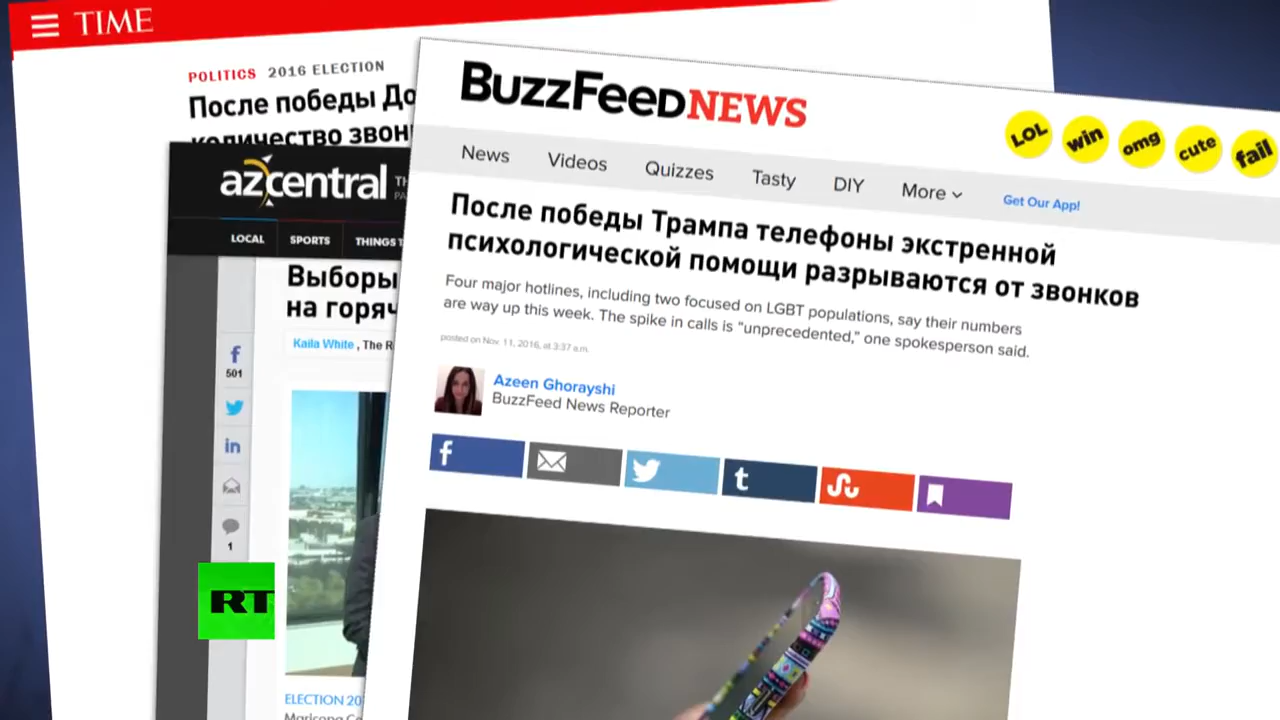 TIME
POLITICS 2016 ELECTION
После победы До
количество звон
azcentral
LOCAL SPORTS THINGS T
Выборы
на горяч
Kaila White , The R
501
1
ELECTION 20
BuzzFeed NEWS
LOL win omg cute fail
News Videos Quizzes Tasty DIY More
Get Our App!
После победы Трампа телефоны экстренной
психологической помощи разрываются от звонков
Four major hotlines, including two focused on LGBT populations, say their numbers
are way up this week. The spike in calls is "unprecedented," one spokesperson said.
posted on Nov. 11, 2016, at 3:37 a.m.
Azeen Ghorayshi
BuzzFeed News Reporter
RT